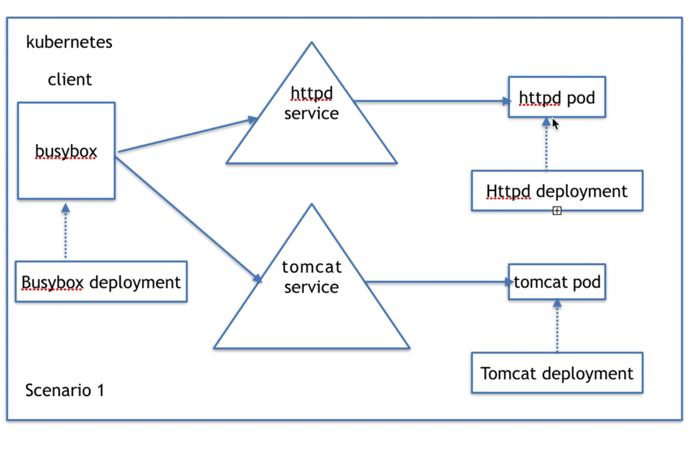 kubernetes
client
busybox
Busybox deployment
httpd
service
httpd pod
Httpd deployment
tomcat
service
tomcat pod
Tomcat deployment
Scenario 1